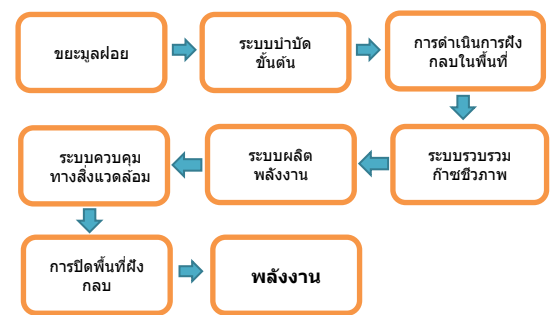 ขยะมูลฝอย
ระบบบำบัด
ขั้นต้น
การดำเนินการฝัง
กลบในพื้นที่
ระบบรวบรวม
ก๊าซชีวภาพ
ระบบผลิต
พลังงาน
ระบบควบคุม
ทางสิ่งแวดล้อม
การปิดพื้นที่ฝัง
กลบ
พลังงาน